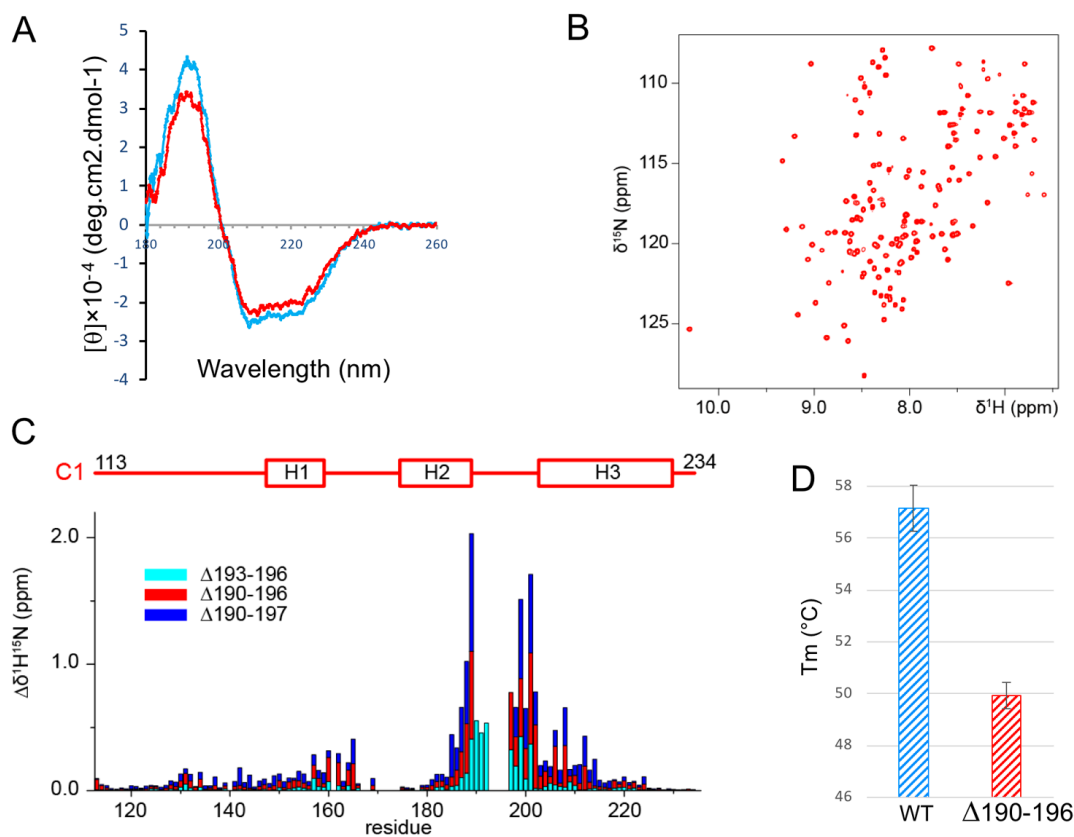 A
5
4
3
2
1
0
-1
-2
-3
-4
180
200
220
240
260
[θ]×10⁻⁴ (deg.cm2.dmol-1)
Wavelength (nm)
B
110
115
120
125
δ¹⁵N (ppm)
10.0
9.0
8.0
δ¹H (ppm)
C
C1
113
H1
H2
H3
234
2.0
1.0
0.0
Δδ¹H¹⁵N (ppm)
Δ193-196
Δ190-196
Δ190-197
120
140
160
180
200
220
residue
D
58
56
54
52
50
48
46
Tm (°C)
WT
Δ190-196